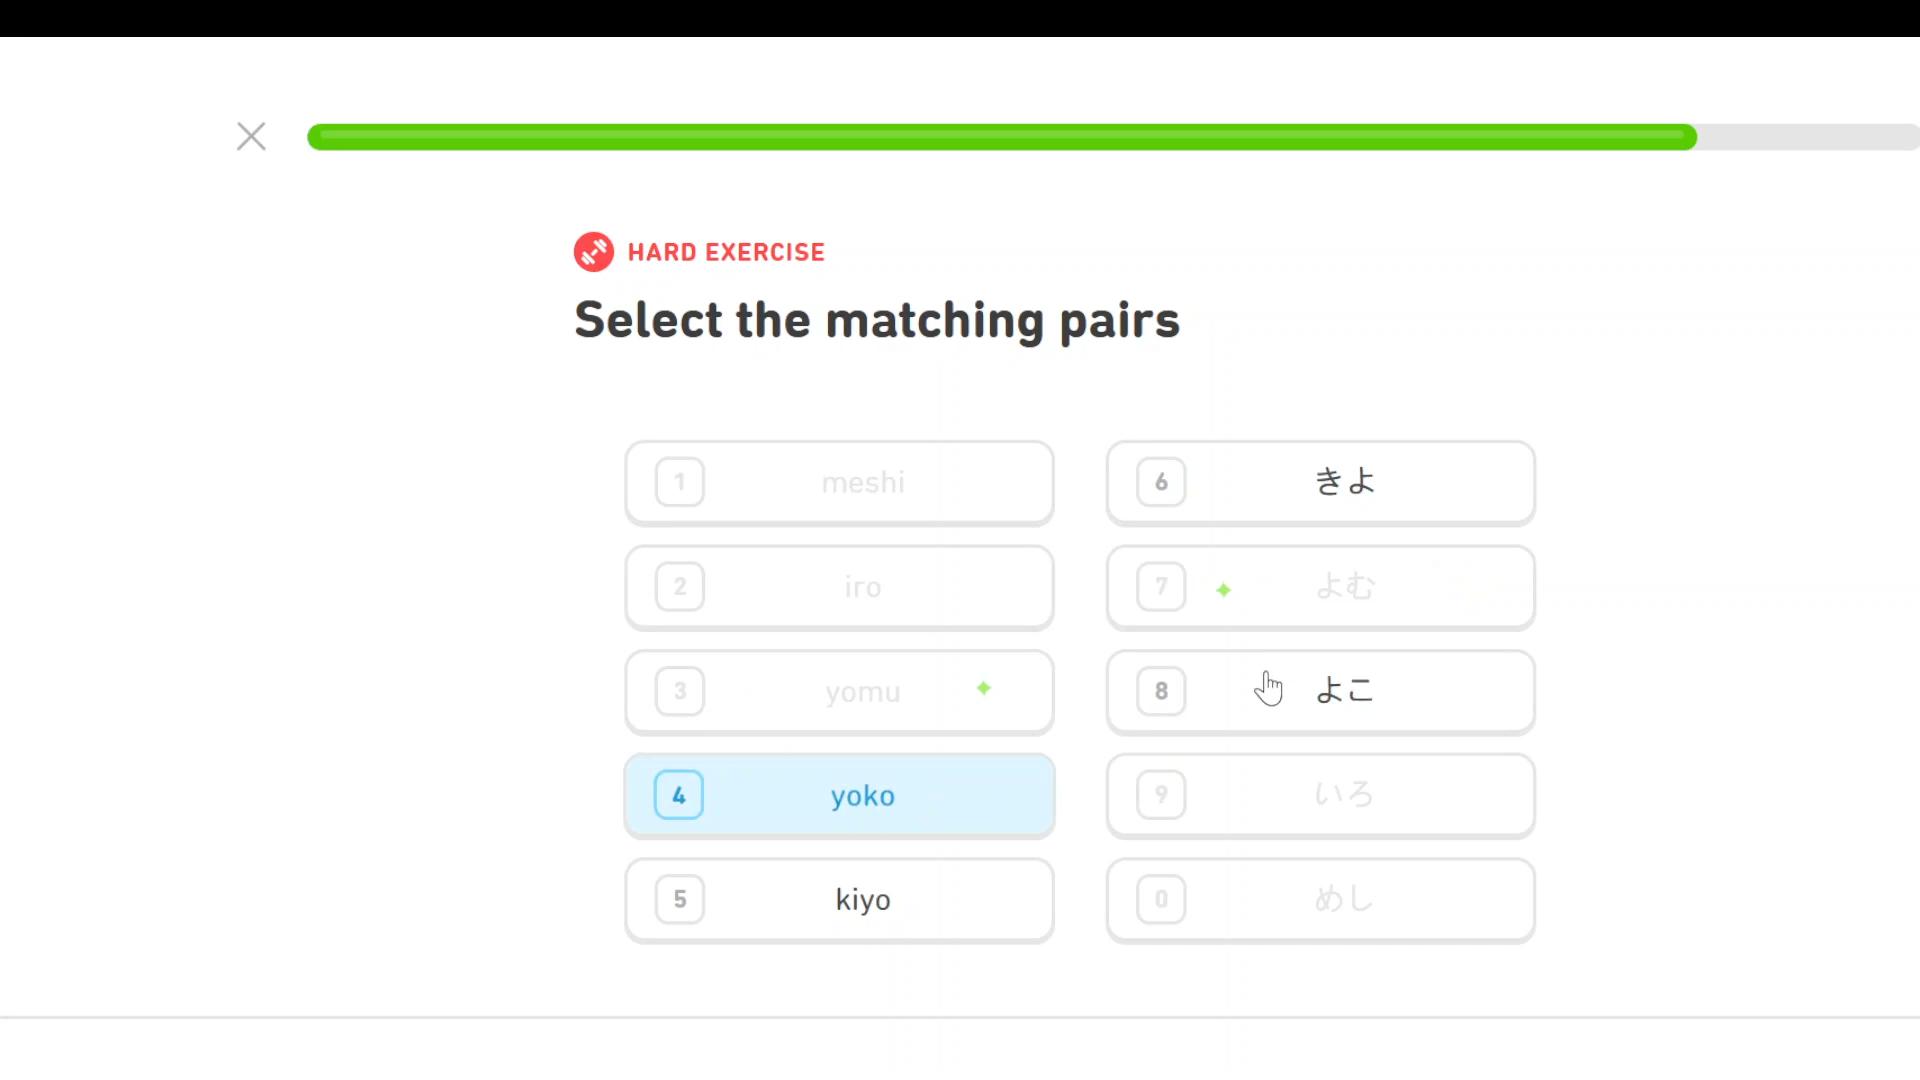 HARD EXERCISE
Select the matching pairs
1 meshi
6 きよ
2 iro
7 よむ
3 yomu
8 よこ
4 yoko
9 いろ
5 kiyo
0 めし